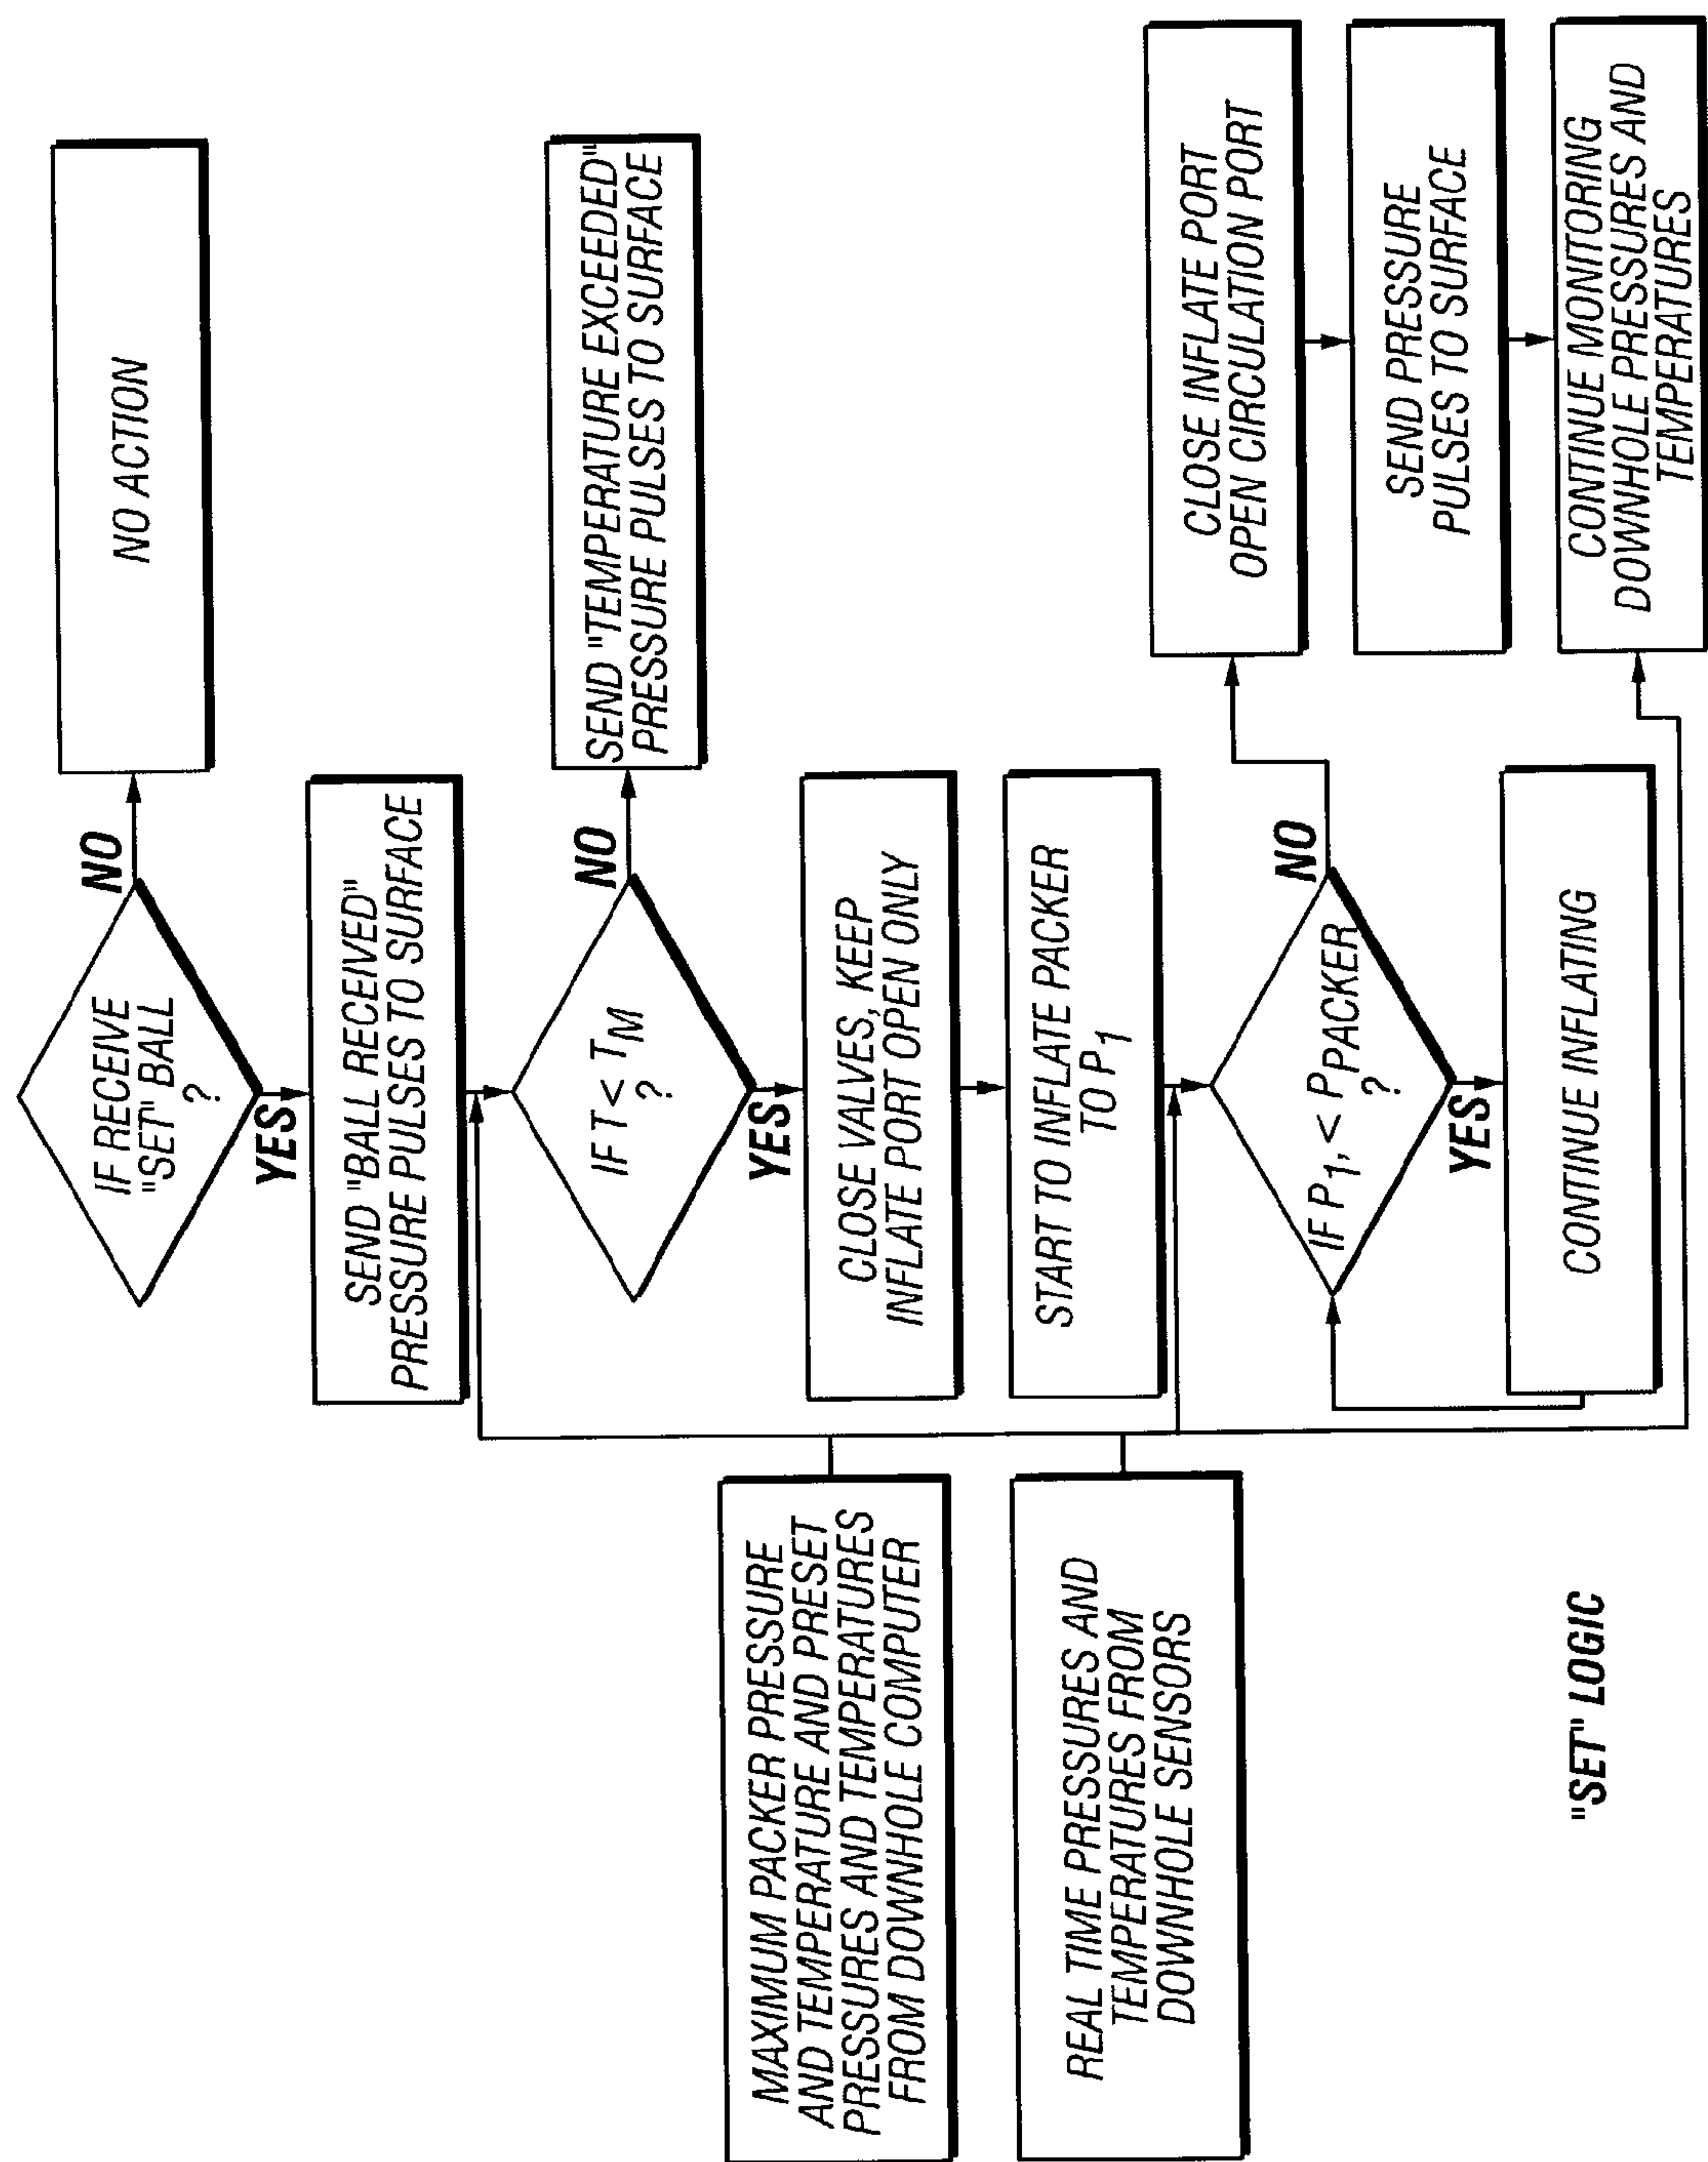 IF RECEIVE
"SET" BALL
?
NO
NO ACTION
YES
SEND "BALL RECEIVED"
PRESSURE PULSES TO SURFACE
IF T < TM
?
NO
SEND "TEMPERATURE EXCEEDED"
PRESSURE PULSES TO SURFACE
YES
CLOSE VALVES, KEEP
INFLATE PORT OPEN ONLY
START TO INFLATE PACKER
TO P1
IF P1, < PPACKER
?
NO
YES
CONTINUE INFLATING
CLOSE INFLATE PORT
OPEN CIRCULATION PORT
SEND PRESSURE
PULSES TO SURFACE
CONTINUE MONITORING
DOWNHOLE PRESSURES AND
TEMPERATURES
MAXIMUM PACKER PRESSURE
AND TEMPERATURE AND PRESET
PRESSURES AND TEMPERATURES
FROM DOWNHOLE COMPUTER
REAL TIME PRESSURES AND
TEMPERATURES FROM
DOWNHOLE SENSORS
"SET" LOGIC